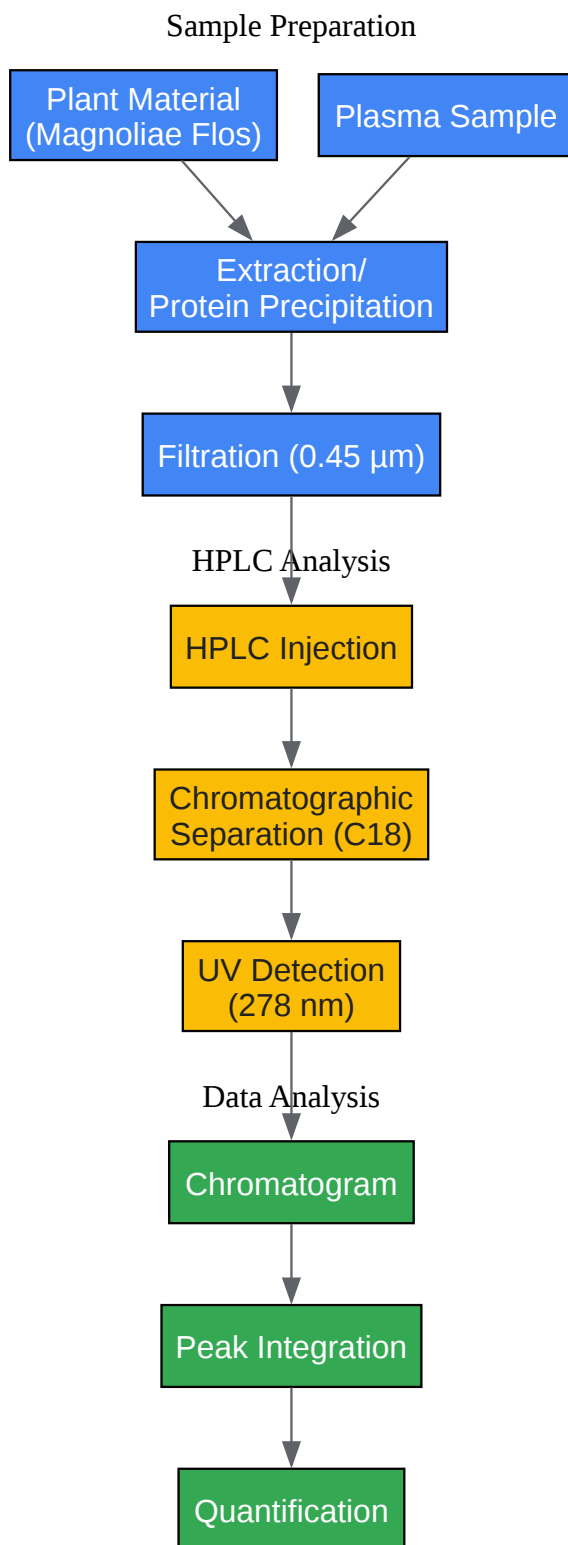 Sample Preparation
Plant Material
(Magnoliae Flos)
Plasma Sample
Extraction/
Protein Precipitation
Filtration (0.45 µm)
HPLC Analysis
HPLC Injection
Chromatographic
Separation (C18)
UV Detection
(278 nm)
Data Analysis
Chromatogram
Peak Integration
Quantification